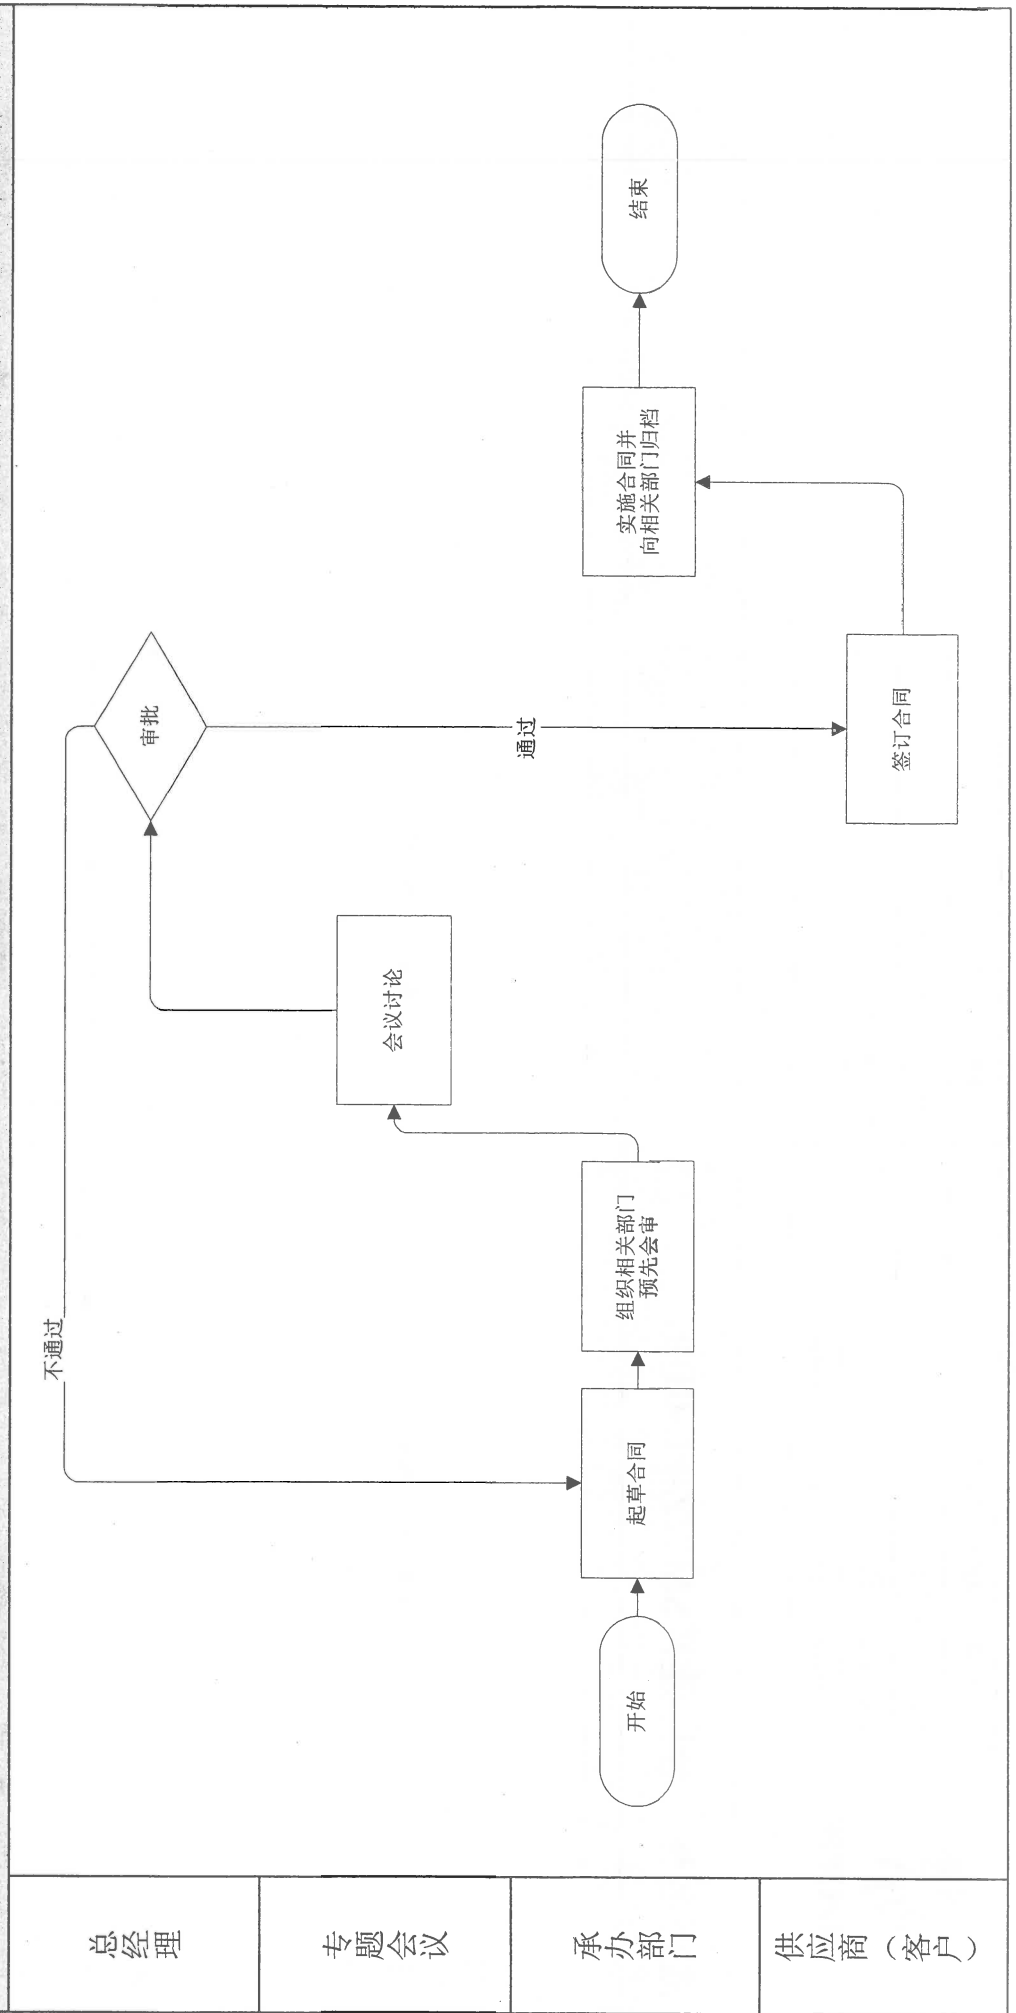 总经理
专题会议
承办部门
供应商（客户）
不通过
审批
会议讨论
通过
开始
起草合同
组织相关部门
预先会审
签订合同
实施合同并
向相关部门归档
结束